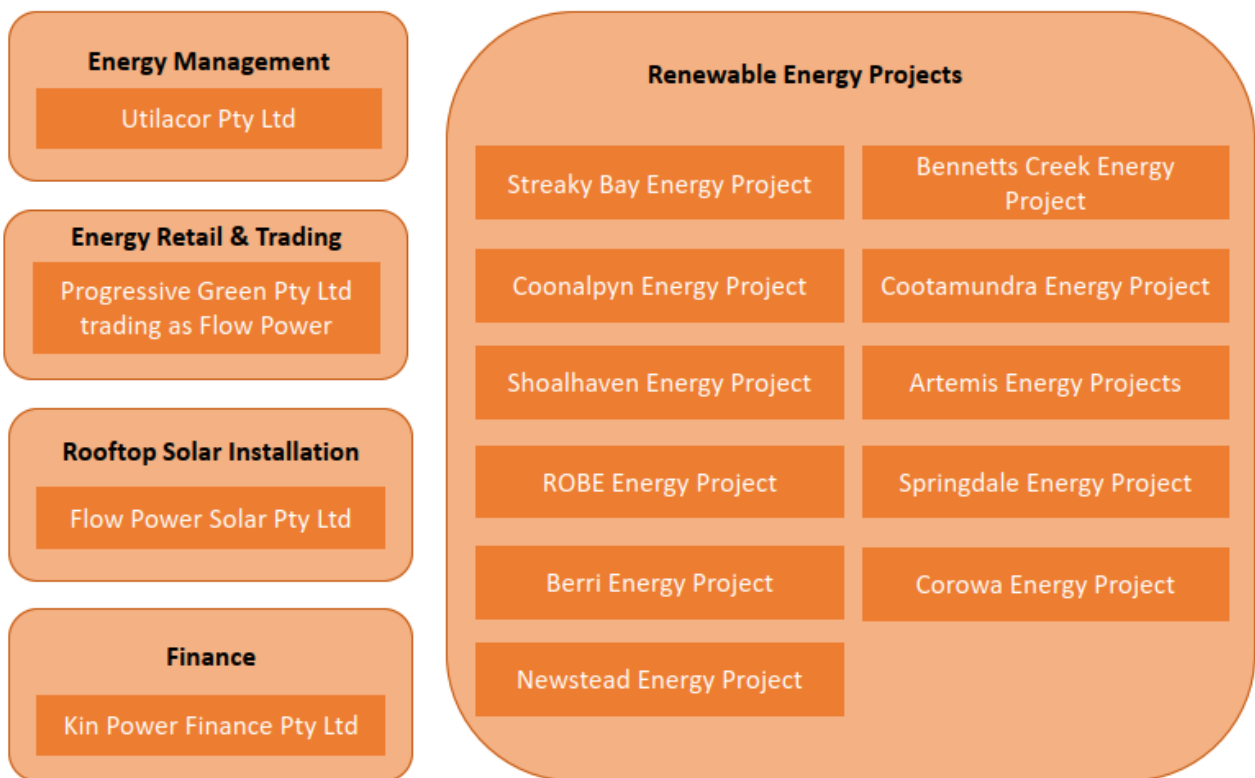 Energy Management
Utilacor Pty Ltd
Energy Retail & Trading
Progressive Green Pty Ltd
trading as Flow Power
Rooftop Solar Installation
Flow Power Solar Pty Ltd
Finance
Kin Power Finance Pty Ltd
Renewable Energy Projects
Streaky Bay Energy Project
Bennetts Creek Energy
Project
Coonalpyn Energy Project
Cootamundra Energy Project
Shoalhaven Energy Project
Artemis Energy Projects
ROBE Energy Project
Springdale Energy Project
Berri Energy Project
Corowa Energy Project
Newstead Energy Project